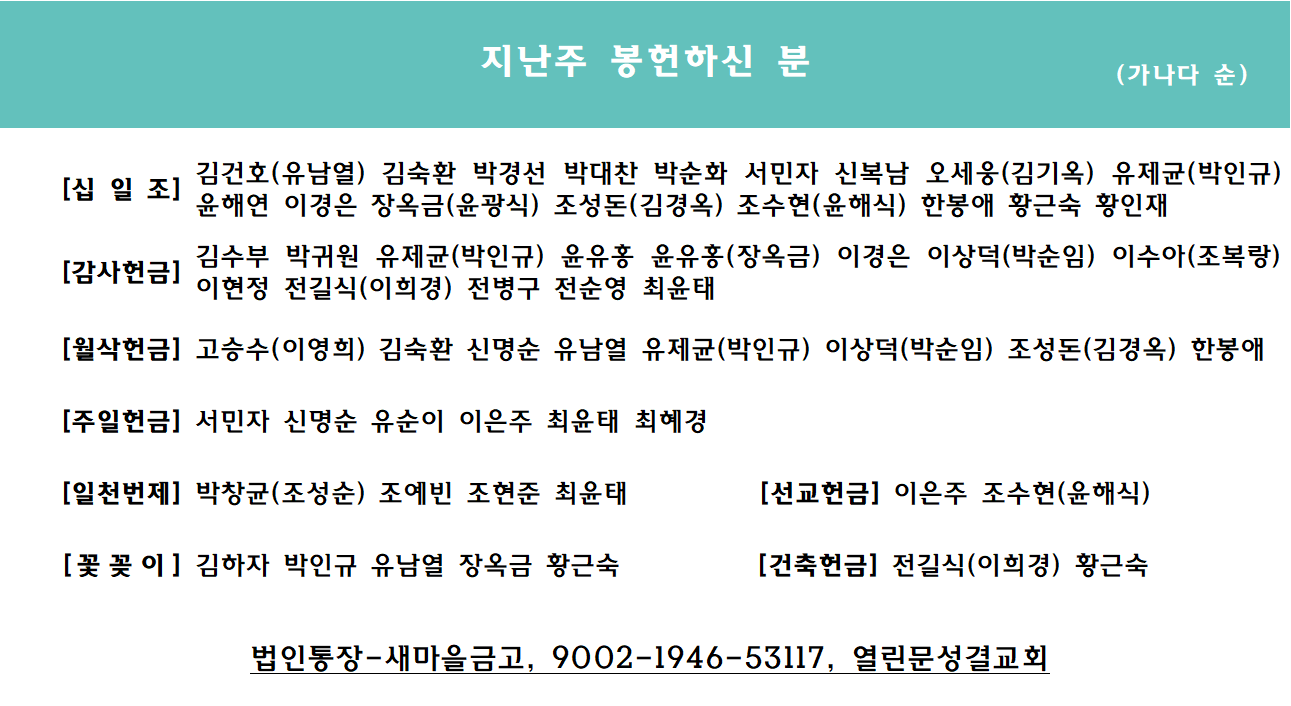 지난주 봉헌하신 분
(가나다 순)
[십 일 조] 김건호(유남열) 김숙환 박경선 박대찬 박순화 서민자 신복남 오세웅(김기옥) 유제균(박인규)
윤해연 이경은 장옥금(윤광식) 조성돈(김경옥) 조수현(윤해식) 한봉애 황근숙 황인재
[감사헌금] 김수부 박귀원 유제균(박인규) 윤유홍 윤유홍(장옥금) 이경은 이상덕(박순임) 이수아(조복랑)
이현정 전길식(이희경) 전병구 전순영 최윤태
[월삭헌금] 고승수(이영희) 김숙환 신명순 유남열 유제균(박인규) 이상덕(박순임) 조성돈(김경옥) 한봉애
[주일헌금] 서민자 신명순 유순이 이은주 최윤태 최혜경
[일천번제] 박창균(조성순) 조예빈 조현준 최윤태 [선교헌금] 이은주 조수현(윤해식)
[꽃꽂이] 김하자 박인규 유남열 장옥금 황근숙 [건축헌금] 전길식(이희경) 황근숙
법인통장-새마을금고, 9002-1946-53117, 열린문성결교회